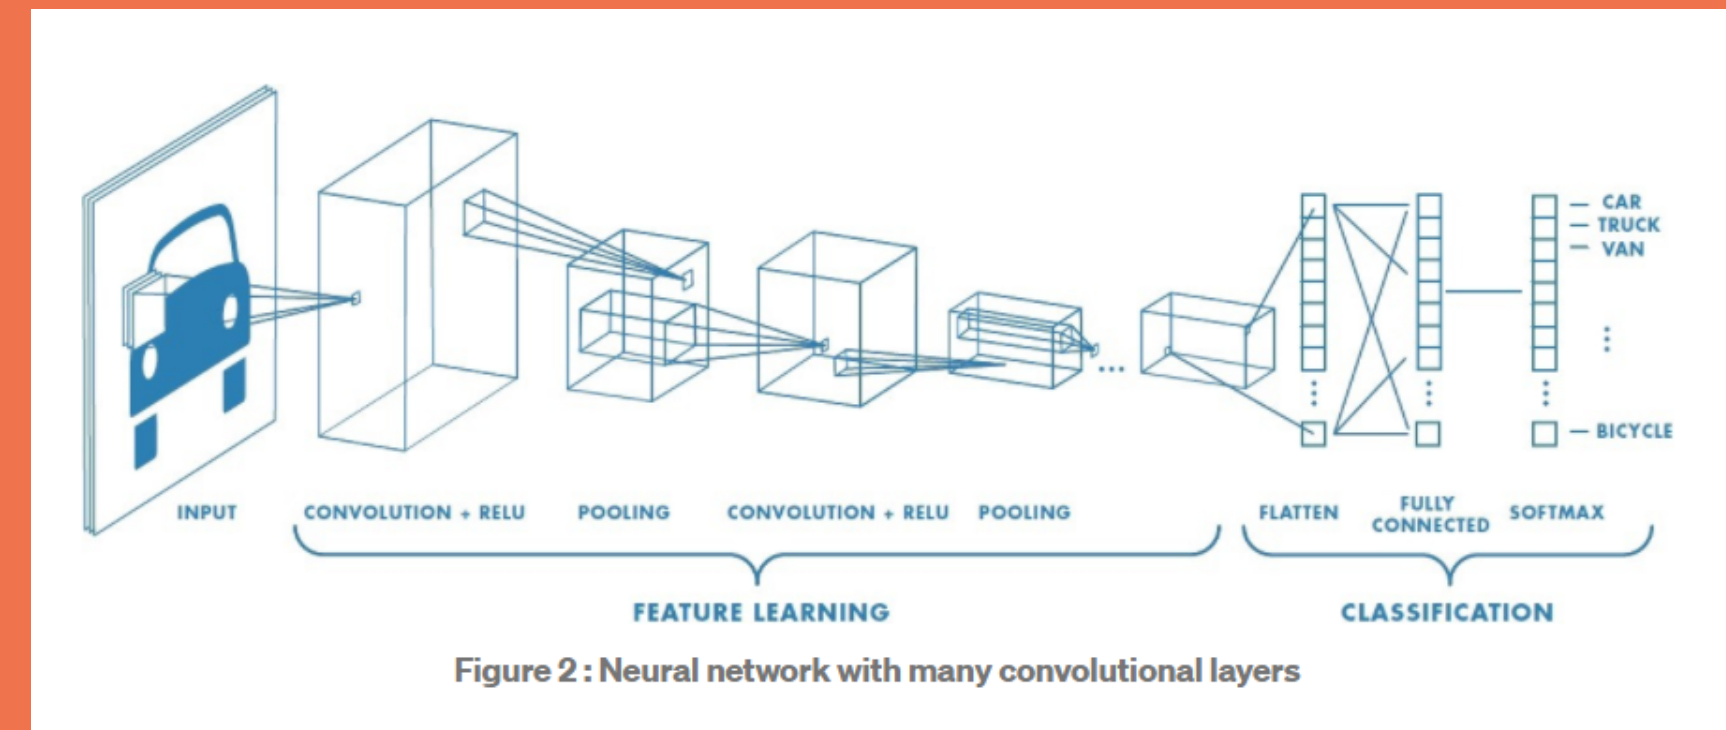 CAR
TRUCK
VAN
BICYCLE
INPUT
CONVOLUTION + RELU
POOLING
CONVOLUTION + RELU
POOLING
FLATTEN
FULLY
CONNECTED
SOFTMAX
FEATURE LEARNING
CLASSIFICATION
Figure 2 : Neural network with many convolutional layers